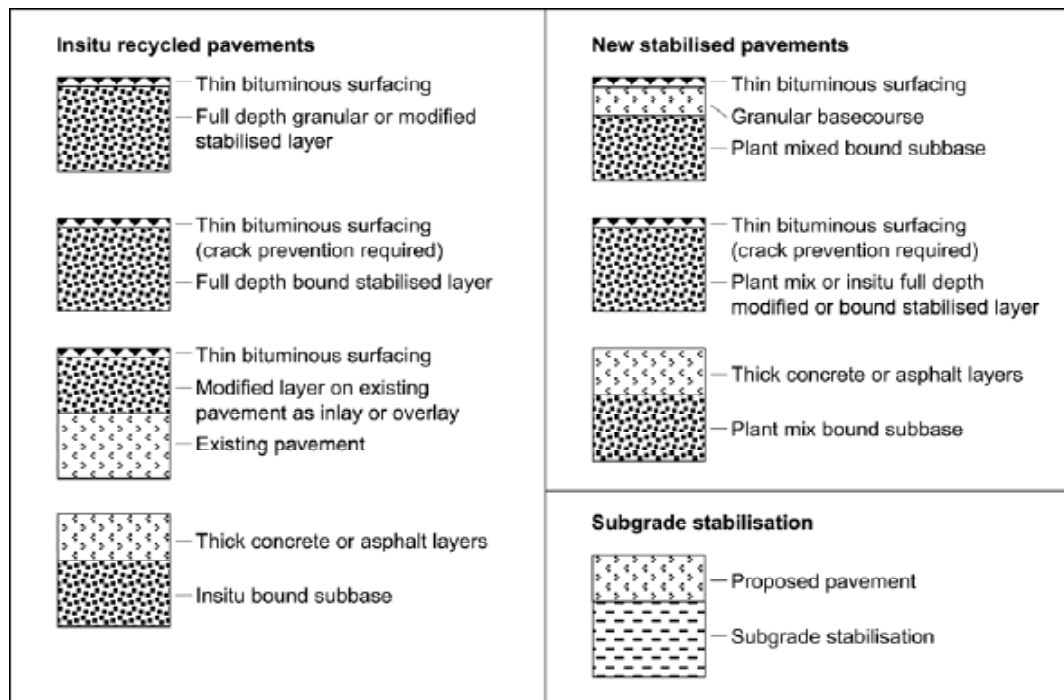 Insitu recycled pavements
Thin bituminous surfacing
Full depth granular or modified
stabilised layer
Thin bituminous surfacing
(crack prevention required)
Full depth bound stabilised layer
Thin bituminous surfacing
Modified layer on existing
pavement as inlay or overlay
Existing pavement
Thick concrete or asphalt layers
Insitu bound subbase
New stabilised pavements
Thin bituminous surfacing
Granular basecourse
Plant mixed bound subbase
Thin bituminous surfacing
(crack prevention required)
Plant mix or insitu full depth
modified or bound stabilised layer
Thick concrete or asphalt layers
Plant mix bound subbase
Subgrade stabilisation
Proposed pavement
Subgrade stabilisation